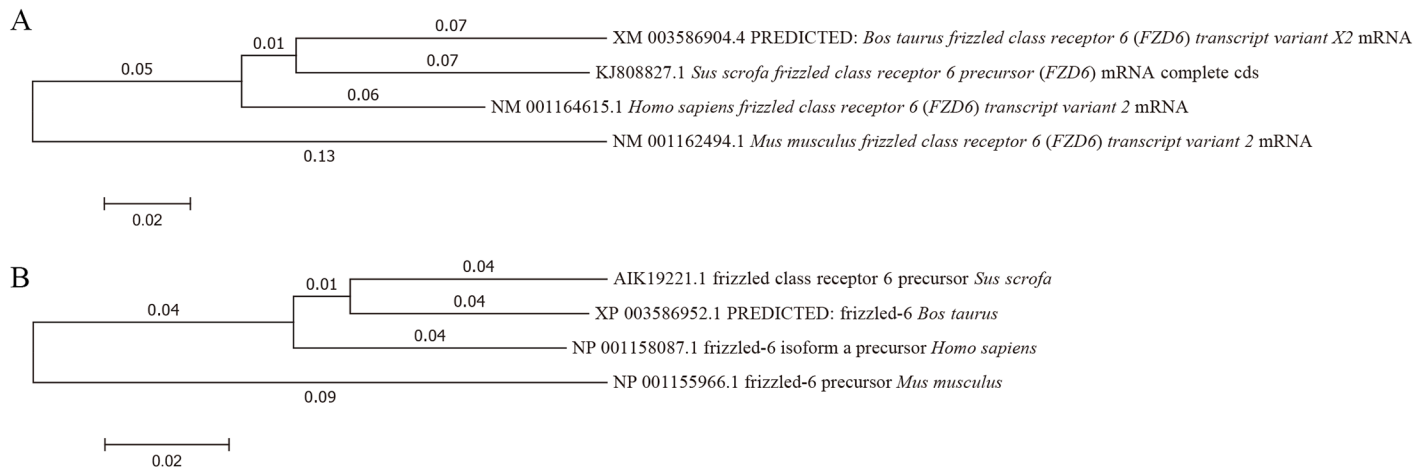 A
0.07
XM 003586904.4 PREDICTED: Bos taurus frizzled class receptor 6 (FZD6) transcript variant X2 mRNA
0.01
0.07
KJ808827.1 Sus scrofa frizzled class receptor 6 precursor (FZD6) mRNA complete cds
0.05
0.06
NM 001164615.1 Homo sapiens frizzled class receptor 6 (FZD6) transcript variant 2 mRNA
NM 001162494.1 Mus musculus frizzled class receptor 6 (FZD6) transcript variant 2 mRNA
0.13
0.02
B
0.04
AIK19221.1 frizzled class receptor 6 precursor Sus scrofa
0.01
0.04
XP 003586952.1 PREDICTED: frizzled-6 Bos taurus
0.04
0.04
NP 001158087.1 frizzled-6 isoform a precursor Homo sapiens
NP 001155966.1 frizzled-6 precursor Mus musculus
0.09
0.02